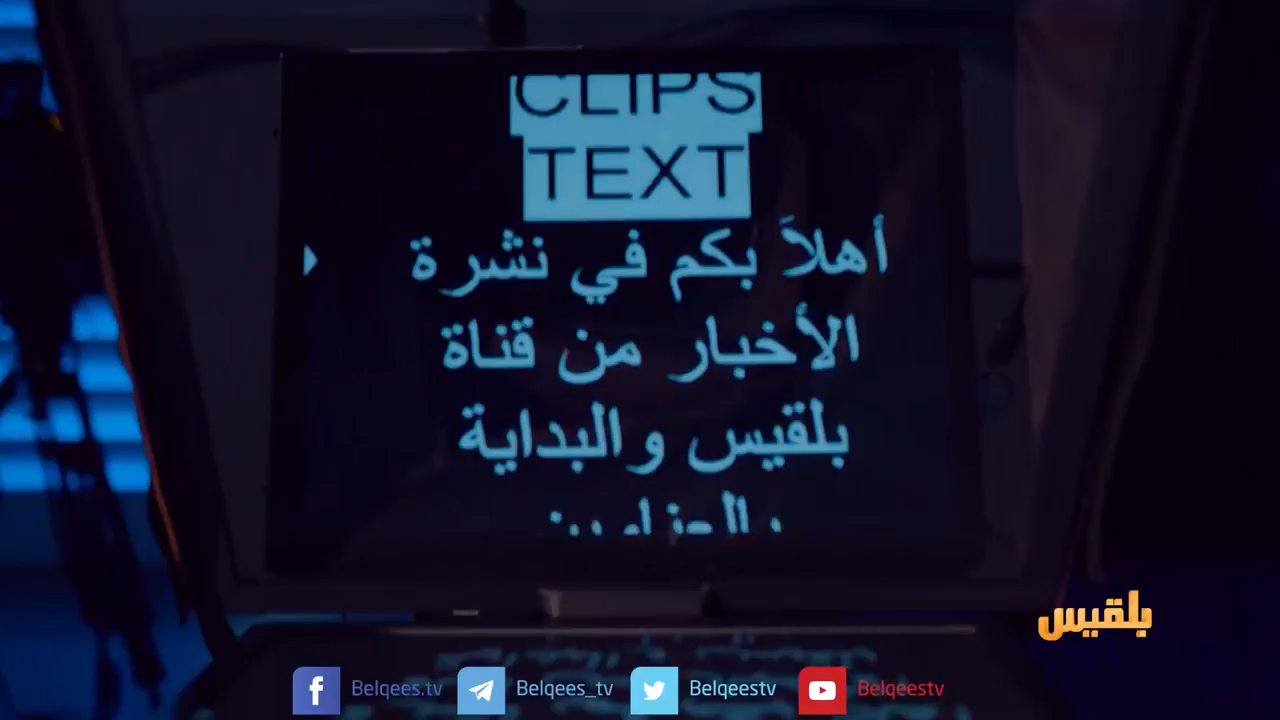 CLIPS
TEXT
أهلاً بكم في نشرة
الأخبار من قناة
بلقيس والبداية
بلقيس
Belqees.tv
Belqees_tv
Belqeestv
Belqeestv